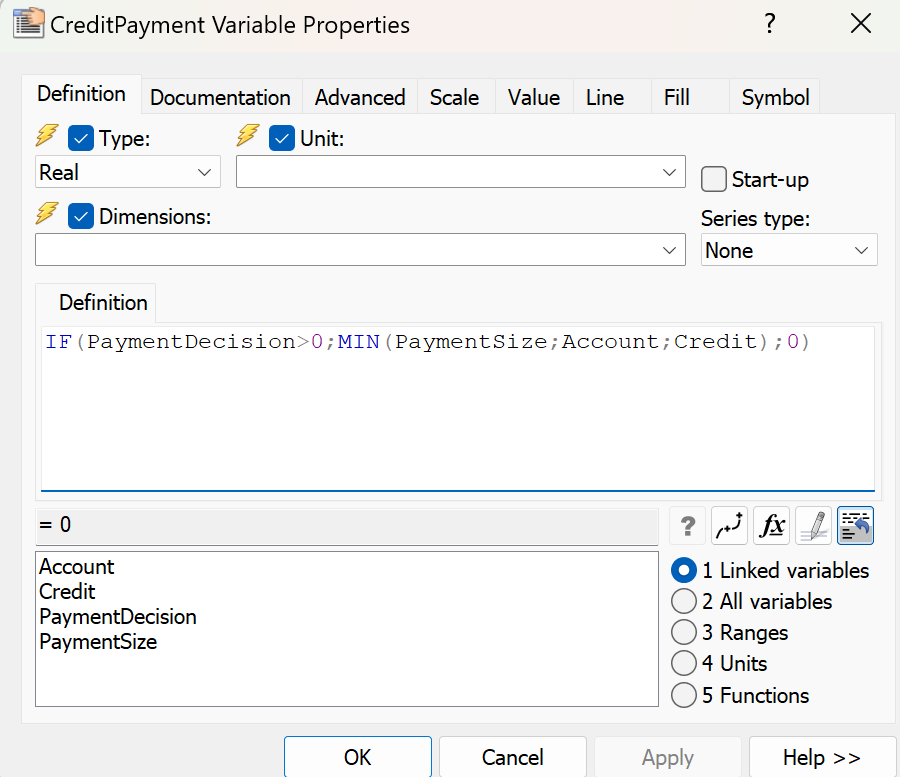 CreditPayment Variable Properties ?
Definition Documentation Advanced Scale Value Line Fill Symbol
Type: Unit:
Real
Start-up
Dimensions:
Series type:
None
Definition
IF(PaymentDecision>0;MIN(PaymentSize;Account;Credit);0)
= 0
? fx
Account
Credit
PaymentDecision
PaymentSize
1 Linked variables
2 All variables
3 Ranges
4 Units
5 Functions
OK Cancel Apply Help >>